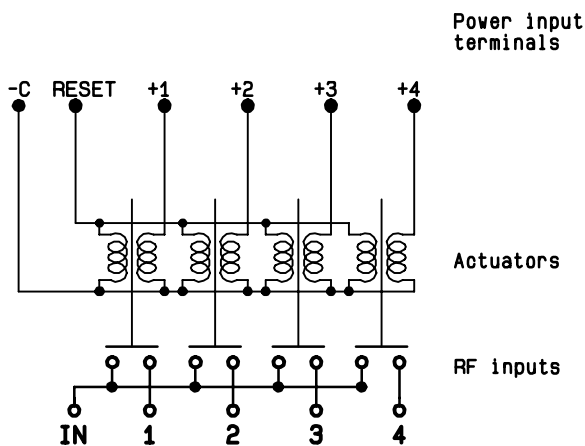 Power input
terminals
-C RESET +1 +2 +3 +4
Actuators
RF inputs
IN 1 2 3 4